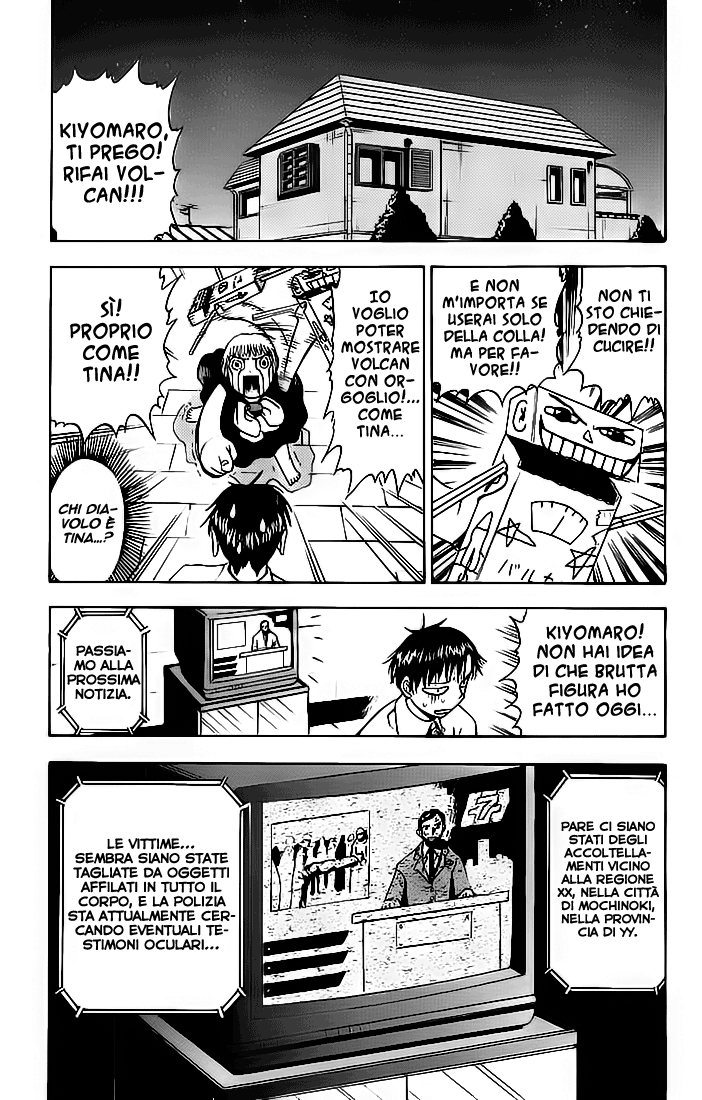 KIYOMARO,
TI PREGO!
RIFAI VOL-
CAN!!!
NON TI
STO CHIE-
DENDO DI
CUCIRE!!
E NON
M'IMPORTA SE
USERAI SOLO
DELLA COLLA!
MA PER FA-
VORE!!
バルカ
IO
VOGLIO
POTER
MOSTRARE
VOLCAN
CON OR-
GOGLIO!...
COME
TINA...
SÌ!
PROPRIO
COME
TINA!!
CHI DIA-
VOLO È
TINA...?
KIYOMARO!
NON HAI IDEA
DI CHE BRUTTA
FIGURA HO
FATTO OGGI...
PASSIA-
MO ALLA
PROSSIMA
NOTIZIA.
PARE CI SIANO
STATI DEGLI
ACCOLTELLA-
MENTI VICINO
ALLA REGIONE
XX, NELLA CITTÀ
DI MOCHINOKI,
NELLA PROVIN-
CIA DI YY.
7
LE VITTIME...
SEMBRA SIANO STATE
TAGLIATE DA OGGETTI
AFFILATI IN TUTTO IL
CORPO, E LA POLIZIA
STA ATTUALMENTE CER-
CANDO EVENTUALI TE-
STIMONI OCULARI...